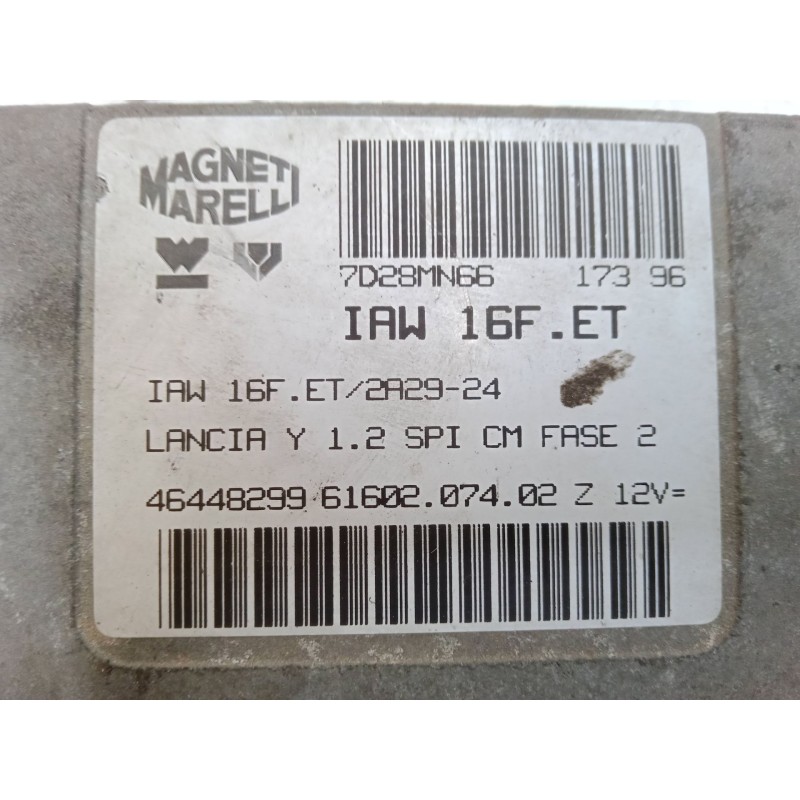 MAGNETI
MARELLI
7D28MN66 173 96
IAW 16F.ET
IAW 16F.ET/2A29-24
LANCIA Y 1.2 SPI CM FASE 2
46448299 61602.074.02 Z 12V=